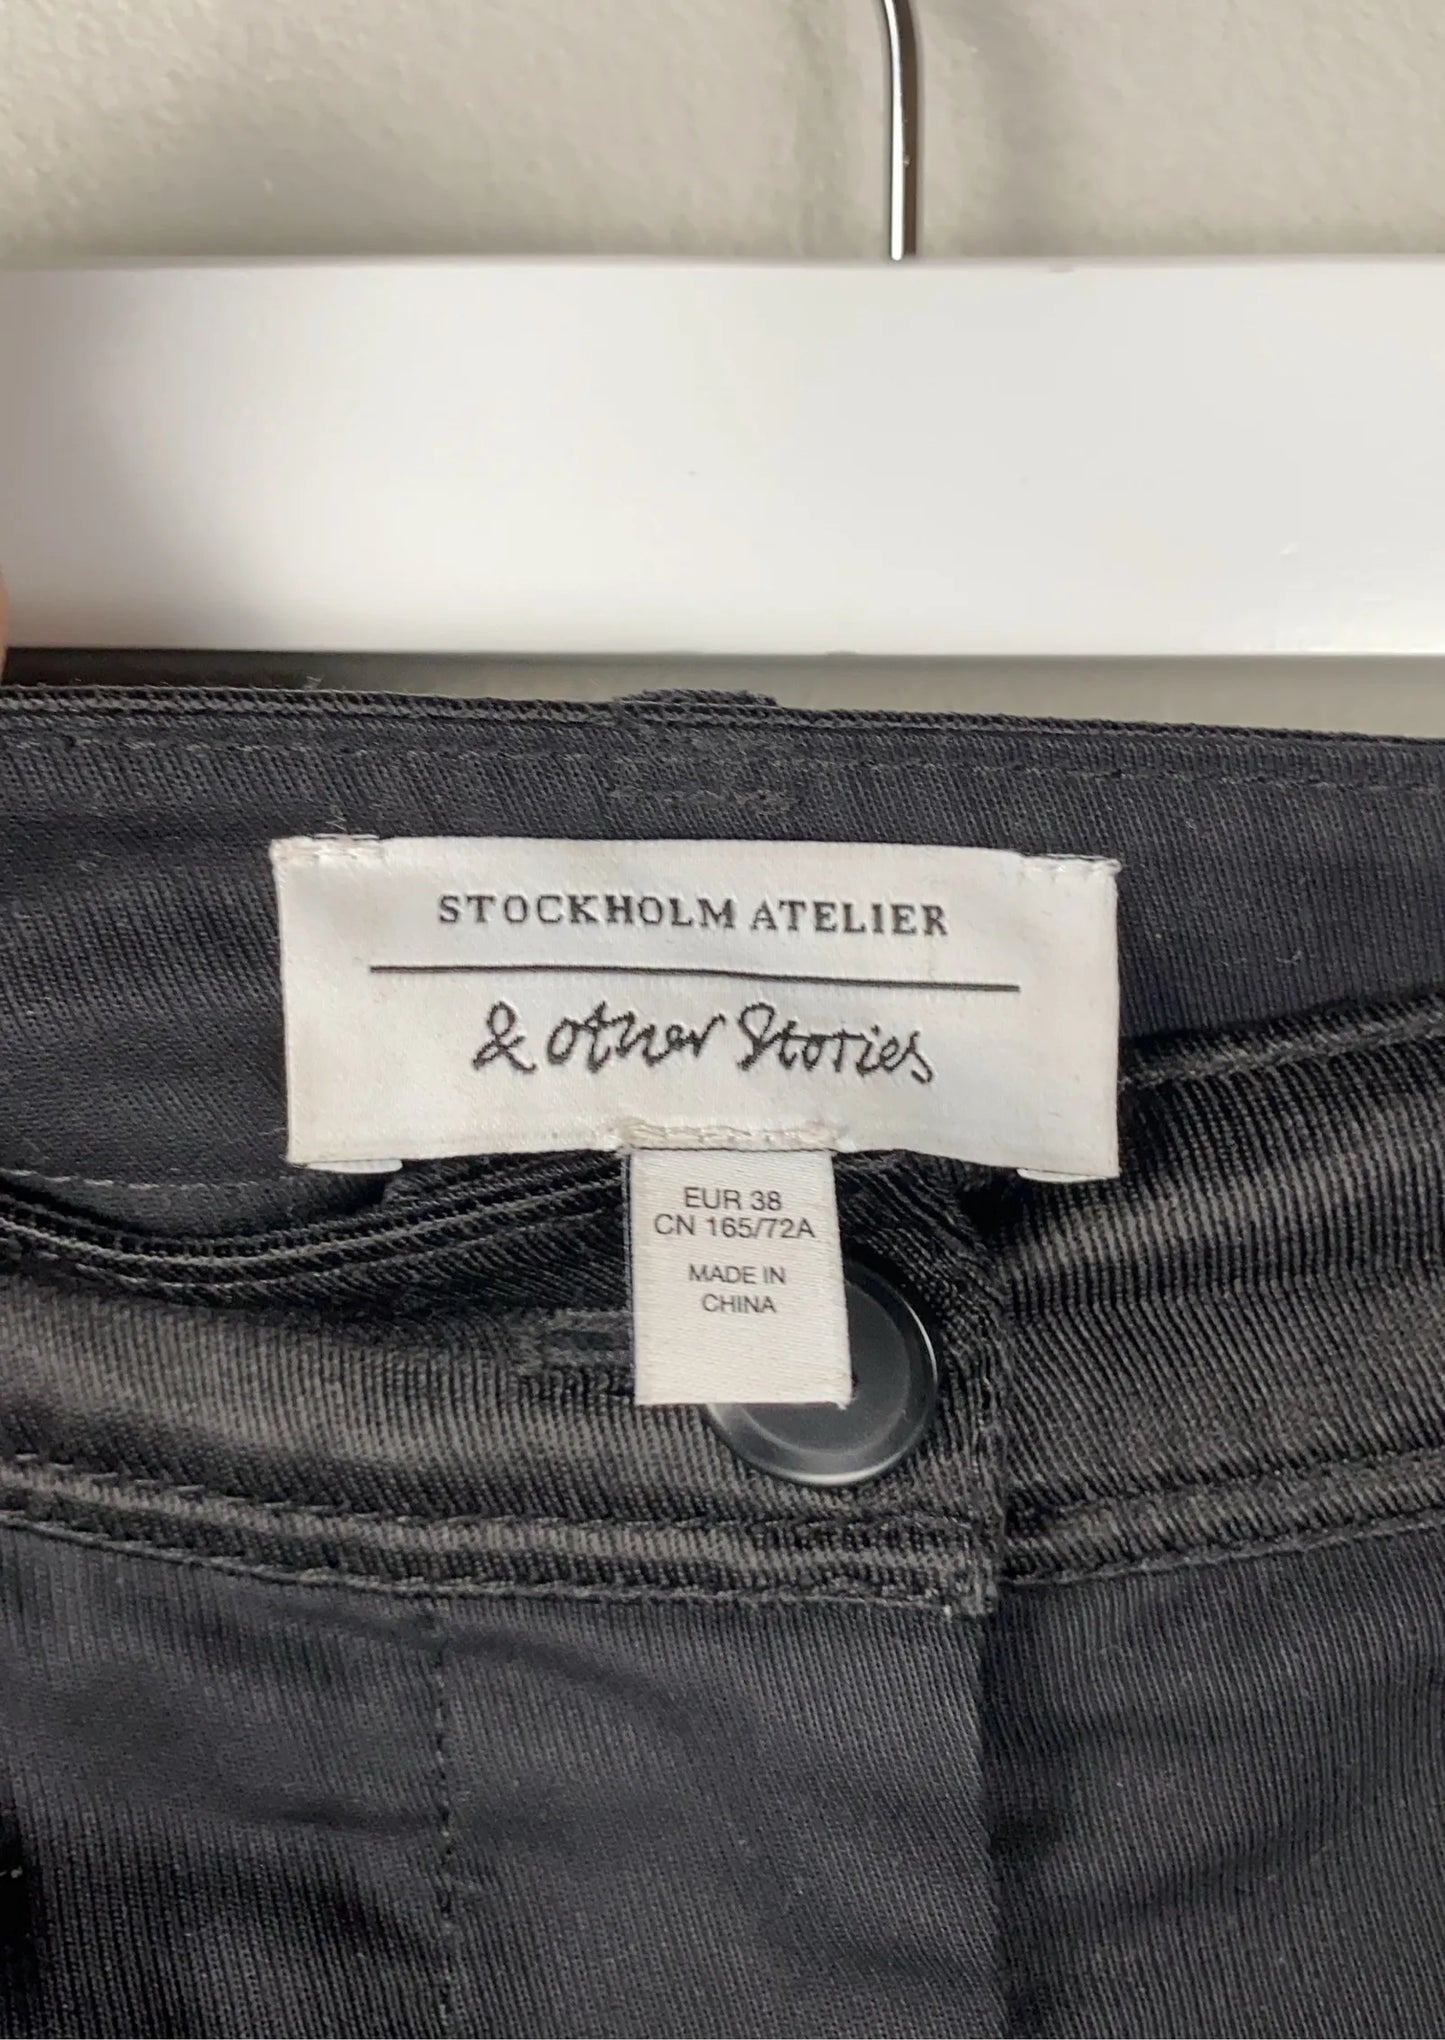 STOCKHOLM ATELIER
& other Stories
EUR 38
CN 165/72A
MADE IN
CHINA